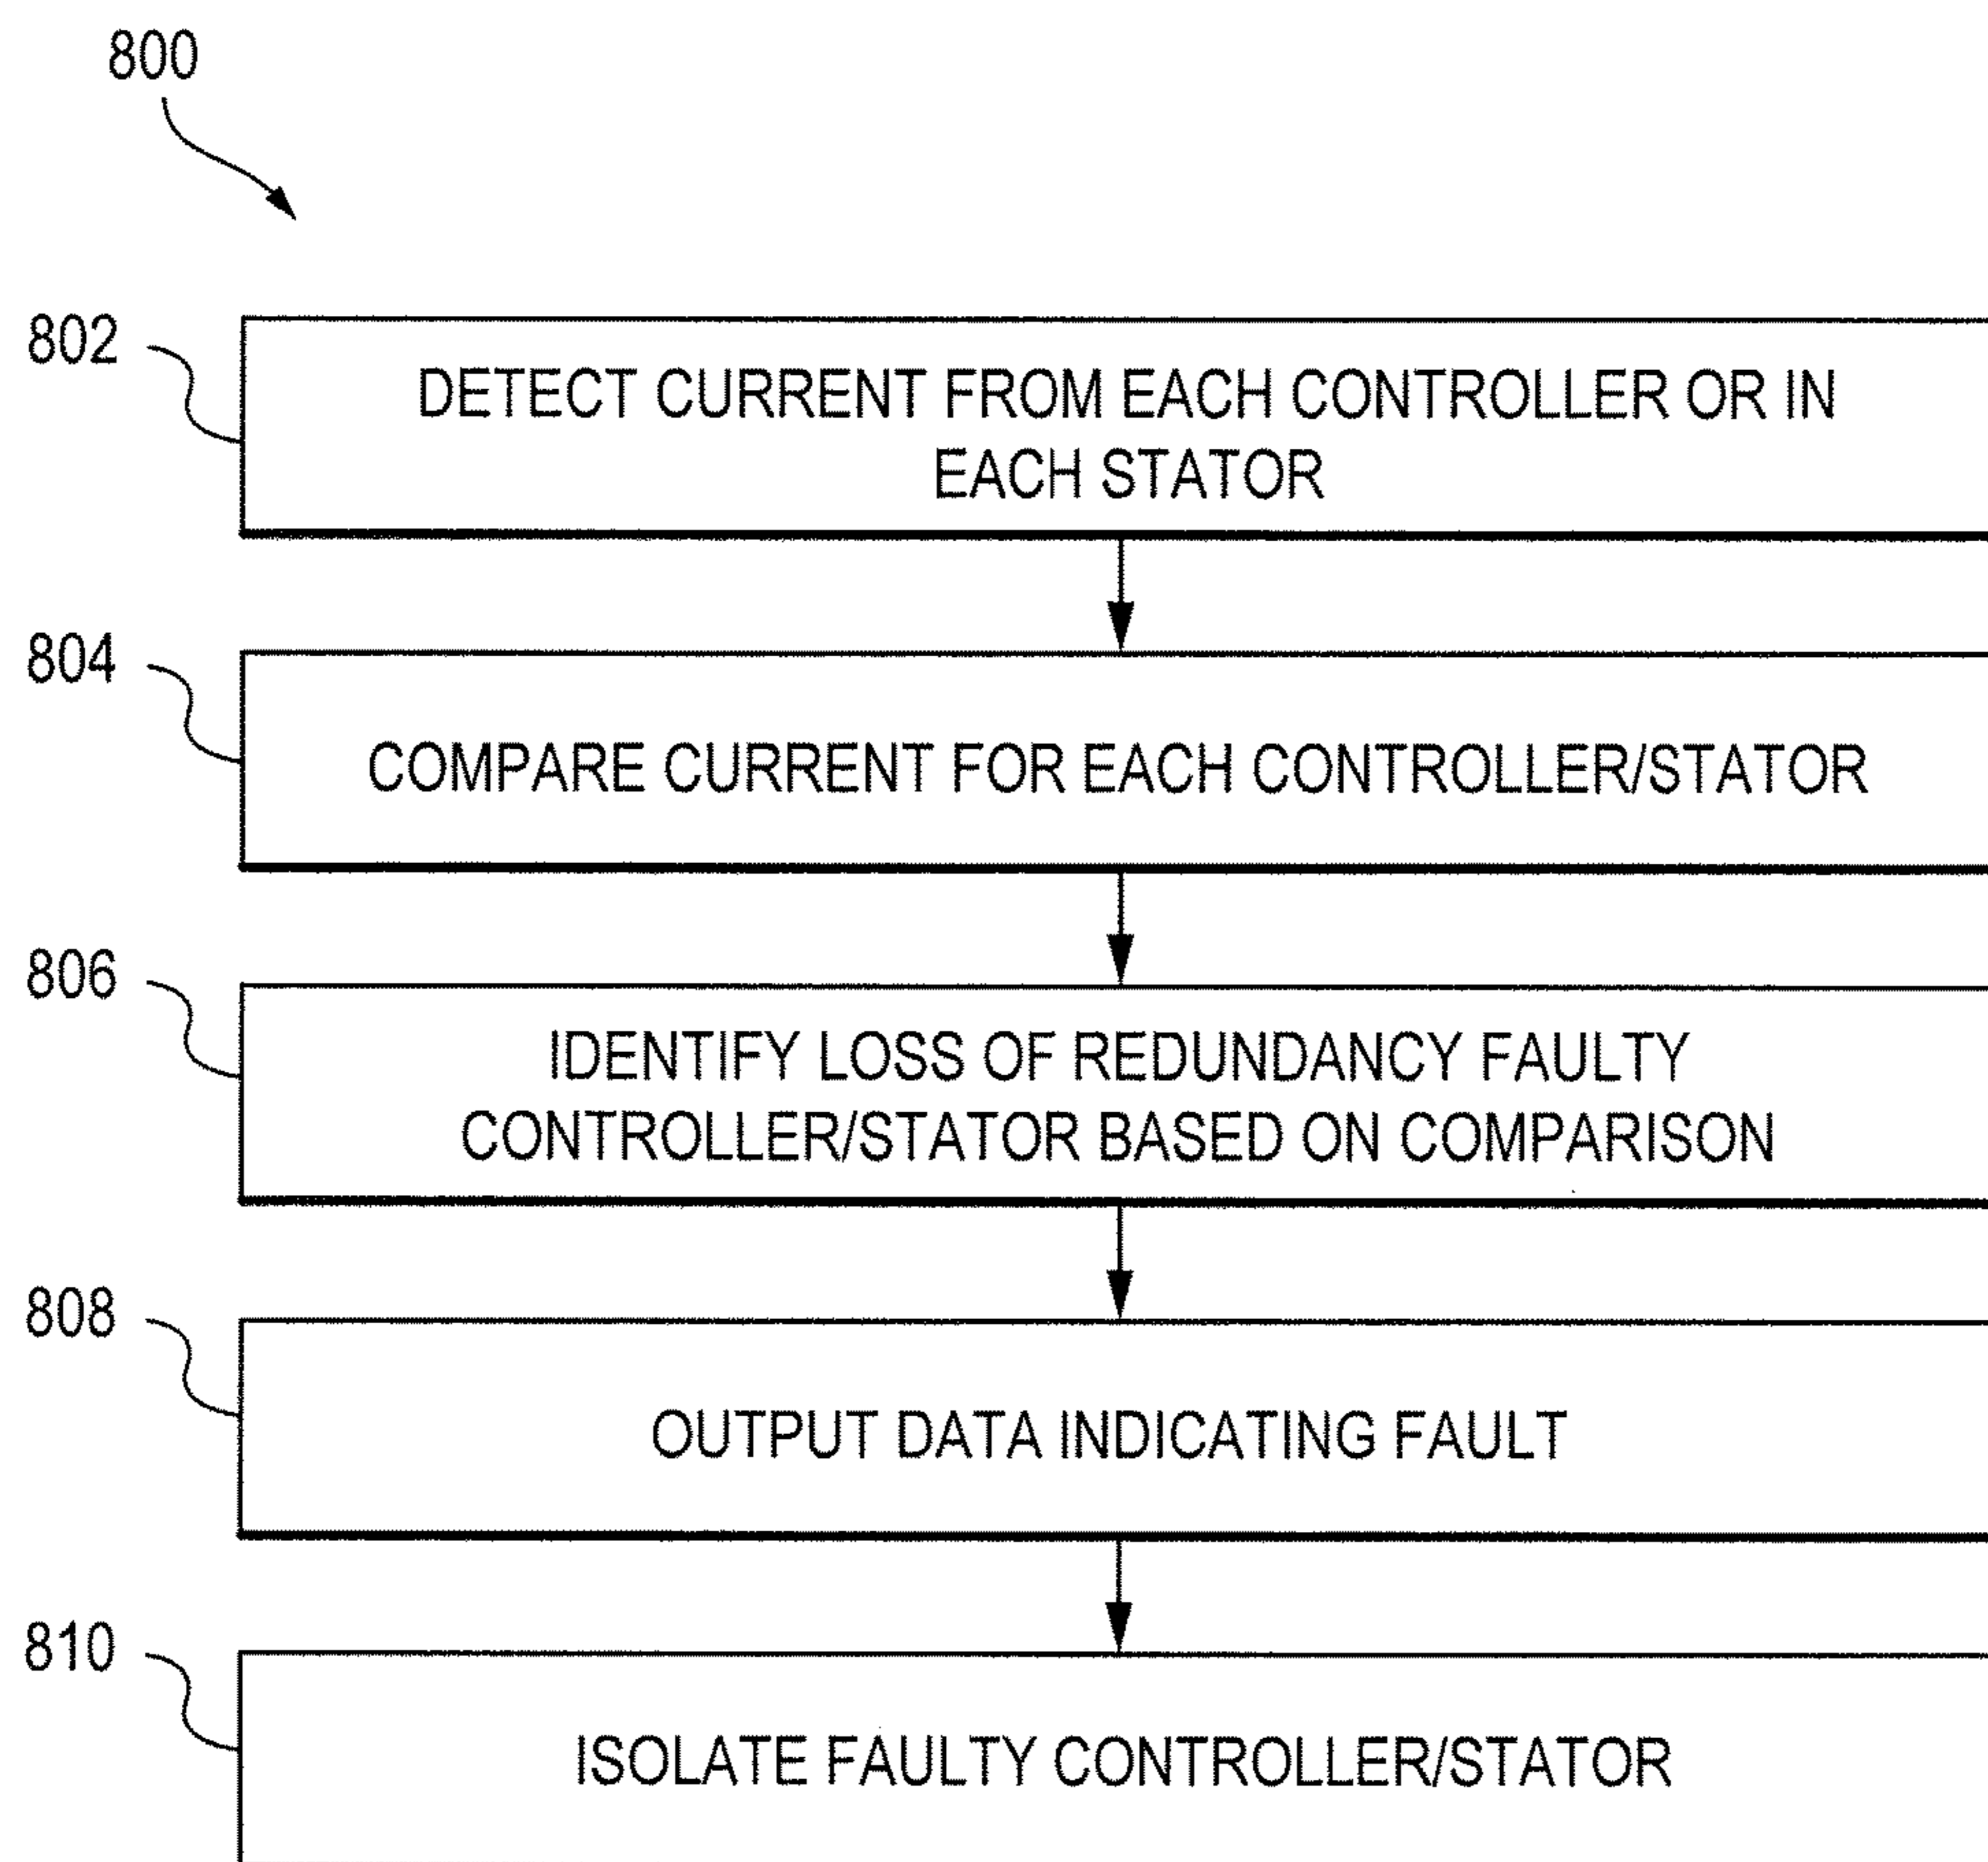 800
802
DETECT CURRENT FROM EACH CONTROLLER OR IN
EACH STATOR
804
COMPARE CURRENT FOR EACH CONTROLLER/STATOR
806
IDENTIFY LOSS OF REDUNDANCY FAULTY
CONTROLLER/STATOR BASED ON COMPARISON
808
OUTPUT DATA INDICATING FAULT
810
ISOLATE FAULTY CONTROLLER/STATOR